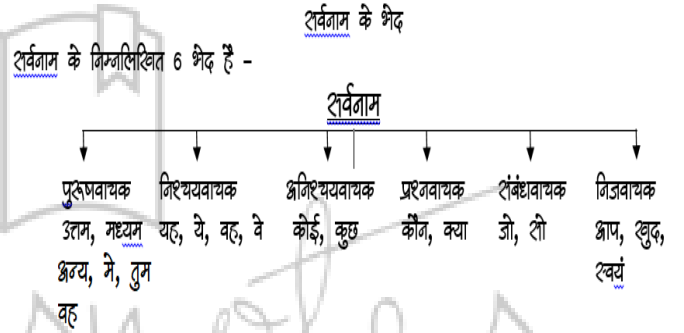 सर्वनाम के भेद
सर्वनाम के निम्नलिखित 6 भेद है -
सर्वनाम
पुरूषवाचक निश्चयवाचक अनिश्चयवाचक प्रश्नवाचक संबंधवाचक निजवाचक
उत्तम, मध्यम यह, ये, वह, वे कोई, कुछ कौन, क्या जो, सो आप, खुद,
अन्य, मे, तुम स्वयं
वह